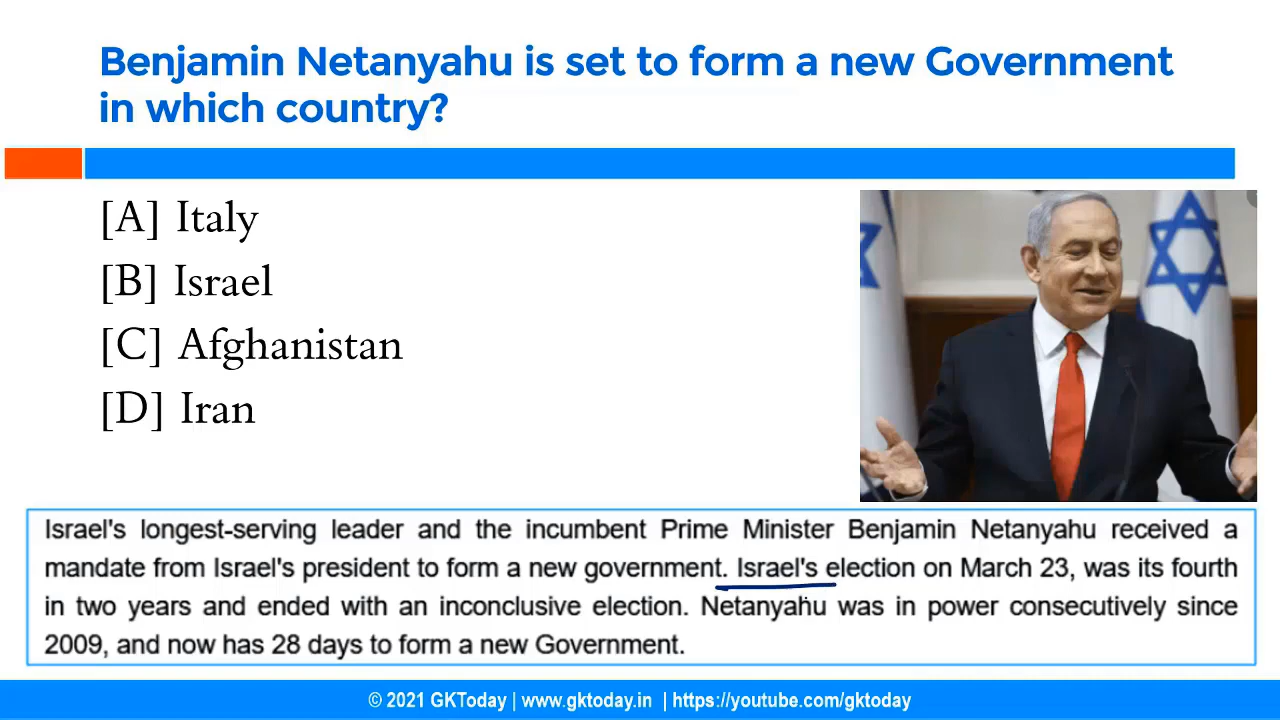 Benjamin Netanyahu is set to form a new Government
in which country?
[A] Italy
[B] Israel
[C] Afghanistan
[D] Iran
Israel's longest-serving leader and the incumbent Prime Minister Benjamin Netanyahu received a
mandate from Israel's president to form a new government. Israel's election on March 23, was its fourth
in two years and ended with an inconclusive election. Netanyahu was in power consecutively since
2009, and now has 28 days to form a new Government.
© 2021 GKToday | www.gktoday.in | https://youtube.com/gktoday